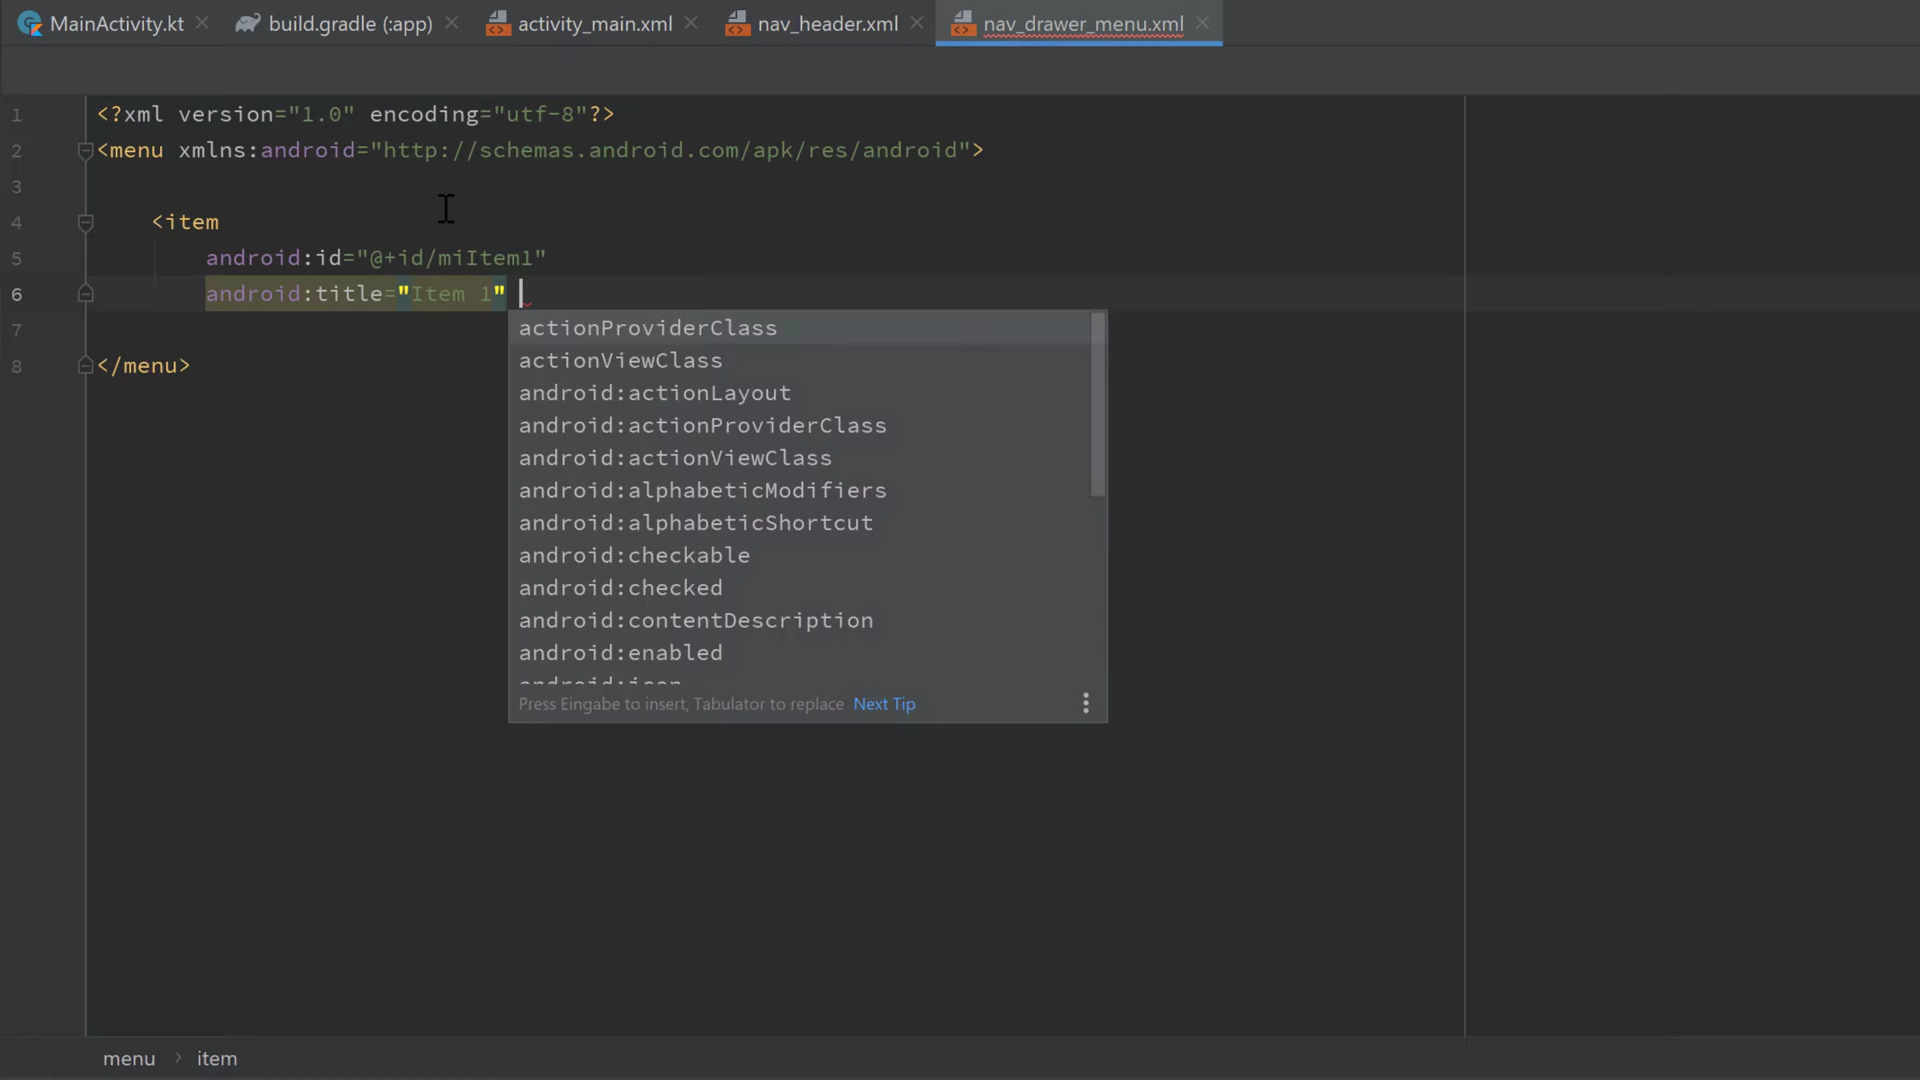 MainActivity.kt build.gradle (:app) activity_main.xml nav_header.xml nav_drawer_menu.xml
1 <?xml version="1.0" encoding="utf-8"?>
2 <menu xmlns:android="http://schemas.android.com/apk/res/android">
3
4 <item
5 android:id="@+id/miItem1"
6 android:title="Item 1"
7
8 </menu>
actionProviderClass
actionViewClass
android:actionLayout
android:actionProviderClass
android:actionViewClass
android:alphabeticModifiers
android:alphabeticShortcut
android:checkable
android:checked
android:contentDescription
android:enabled
android:icon
Press Eingabe to insert, Tabulator to replace Next Tip
menu item